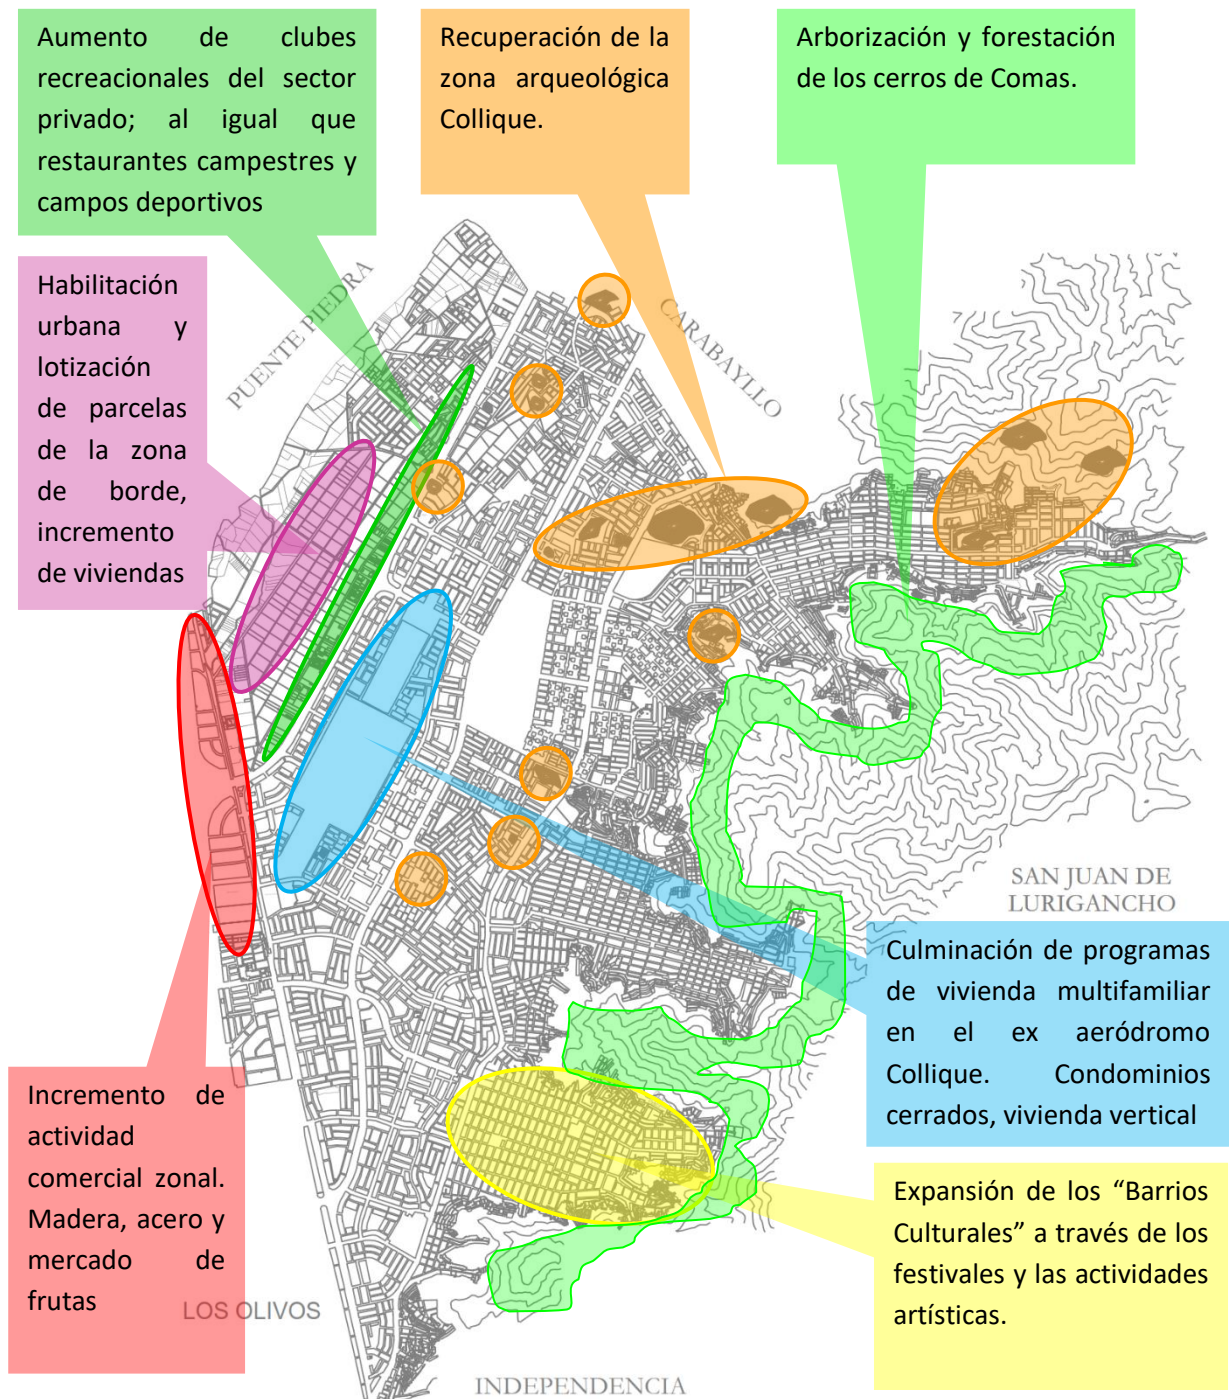 Aumento de clubes
recreacionales del sector
privado; al igual que
restaurantes campestres y
campos deportivos
Recuperación de la
zona arqueológica
Collique.
Arborización y forestación
de los cerros de Comas.
Habilitación
urbana y
lotización
de parcelas
de la zona
de borde,
incremento
de viviendas
PUENTE PIEDRA
CARABAYLLO
SAN JUAN DE
LURIGANCHO
Culminación de programas
de vivienda multifamiliar
en el ex aeródromo
Collique. Condominios
cerrados, vivienda vertical
Incremento de
actividad
comercial zonal.
Madera, acero y
mercado de
frutas
Expansión de los “Barrios
Culturales” a través de los
festivales y las actividades
artísticas.
LOS OLIVOS
INDEPENDENCIA